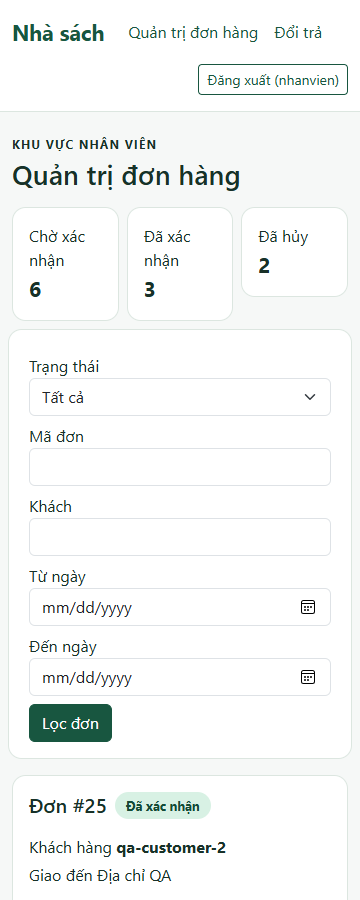 Nhà sách Quản trị đơn hàng Đổi trả
Đăng xuất (nhanvien)
KHU VỰC NHÂN VIÊN
Quản trị đơn hàng
Chờ xác nhận
6
Đã xác nhận
3
Đã hủy
2
Trạng thái
Tất cả
Mã đơn
Khách
Từ ngày
mm/dd/yyyy
Đến ngày
mm/dd/yyyy
Lọc đơn
Đơn #25 Đã xác nhận
Khách hàng qa-customer-2
Giao đến Địa chỉ QA